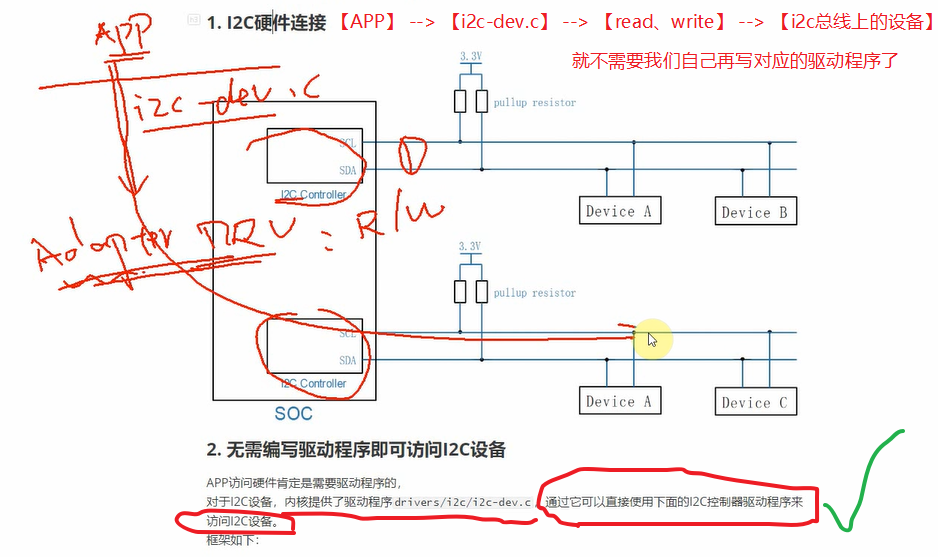 1. I2C硬件连接 【APP】 --> 【i2c-dev.c】 --> 【read、write】 --> 【i2c总线上的设备】
就不需要我们自己再写对应的驱动程序了
APP
i2c-dev.c
3.3V
pullup resistor
SCL
SDA
I2C Controller
Device A
Device B
Adapter DRV = R/W
3.3V
pullup resistor
SCL
SDA
I2C Controller
Device A
Device C
SOC
2. 无需编写驱动程序即可访问I2C设备
APP访问硬件肯定是需要驱动程序的，
对于I2C设备，内核提供了驱动程序drivers/i2c/i2c-dev.c，通过它可以直接使用下面的I2C控制器驱动程序来
访问I2C设备。
框架如下：